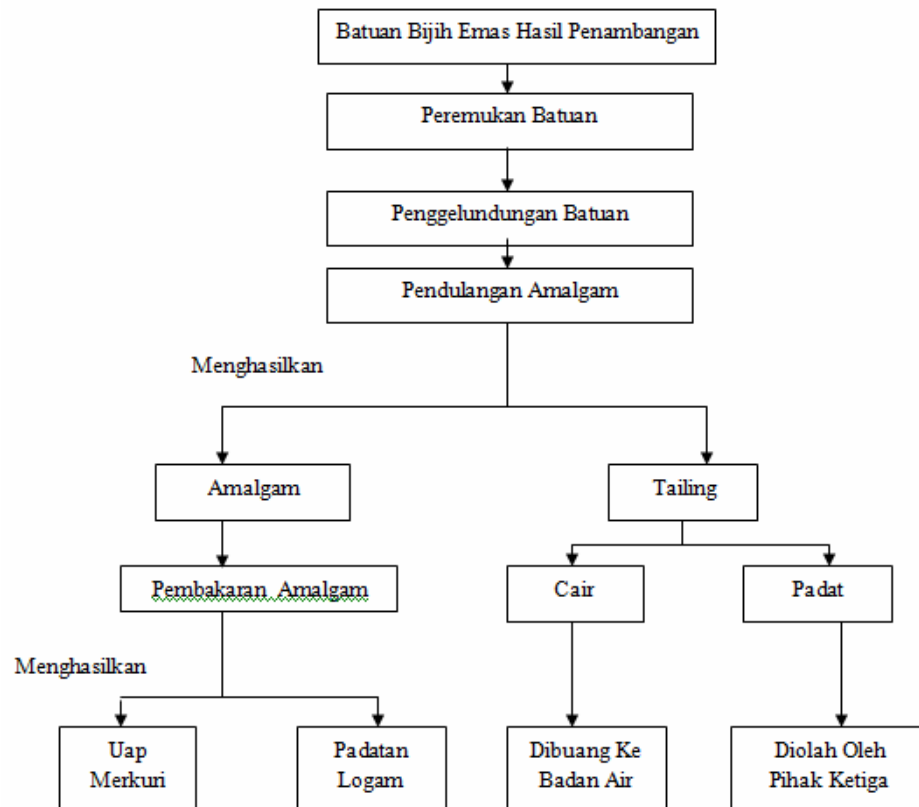 Batuan Bijih Emas Hasil Penambangan
Peremukan Batuan
Penggelundungan Batuan
Pendulangan Amalgam
Menghasilkan
Amalgam
Tailing
Pembakaran Amalgam
Cair
Padat
Menghasilkan
Uap
Merkuri
Padatan
Logam
Dibuang Ke
Badan Air
Diolah Oleh
Pihak Ketiga